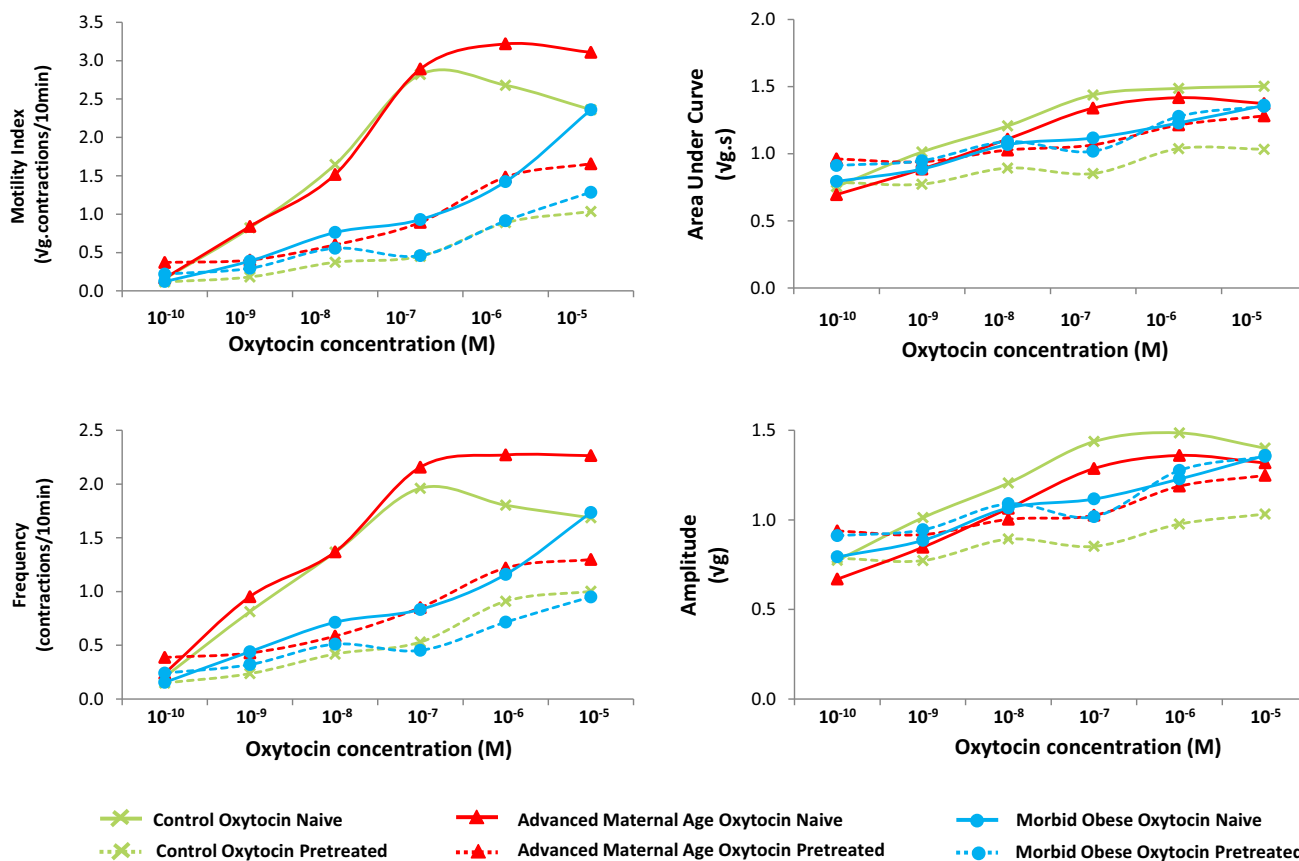 Motility Index
(√g.contractions/10min)
3.5
3.0
2.5
2.0
1.5
1.0
0.5
0.0
10⁻¹⁰ 10⁻⁹ 10⁻⁸ 10⁻⁷ 10⁻⁶ 10⁻⁵
Oxytocin concentration (M)
Area Under Curve
(√g.s)
2.0
1.5
1.0
0.5
0.0
10⁻¹⁰ 10⁻⁹ 10⁻⁸ 10⁻⁷ 10⁻⁶ 10⁻⁵
Oxytocin concentration (M)
Frequency
(contractions/10min)
2.5
2.0
1.5
1.0
0.5
0.0
10⁻¹⁰ 10⁻⁹ 10⁻⁸ 10⁻⁷ 10⁻⁶ 10⁻⁵
Oxytocin concentration (M)
Amplitude
(√g)
1.5
1.0
0.5
0.0
10⁻¹⁰ 10⁻⁹ 10⁻⁸ 10⁻⁷ 10⁻⁶ 10⁻⁵
Oxytocin concentration (M)
Control Oxytocin Naive
Control Oxytocin Pretreated
Advanced Maternal Age Oxytocin Naive
Advanced Maternal Age Oxytocin Pretreated
Morbid Obese Oxytocin Naive
Morbid Obese Oxytocin Pretreated